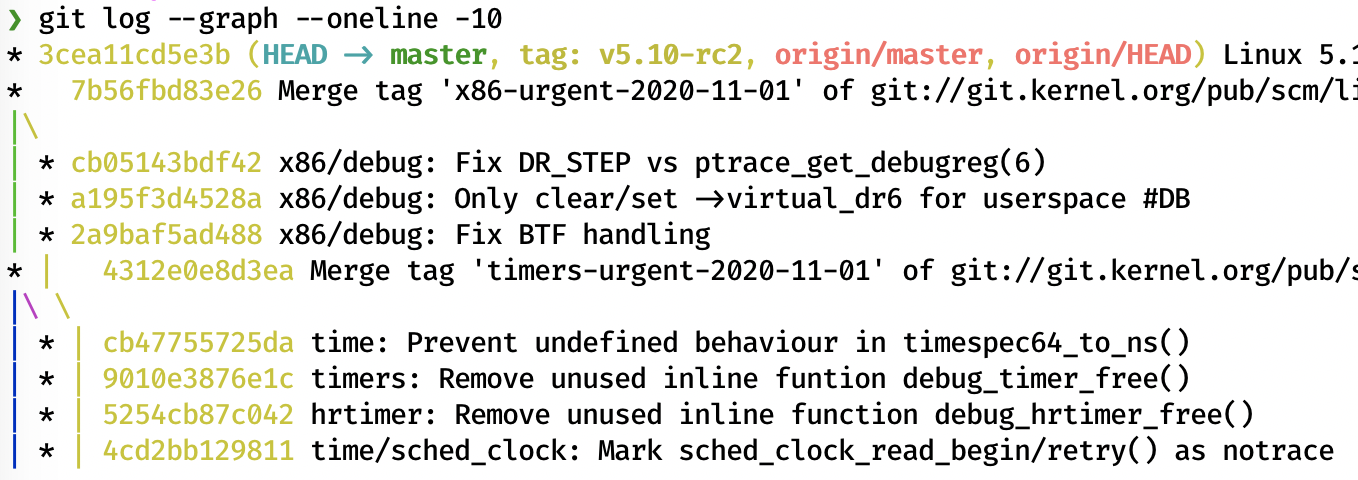 ❯ git log --graph --oneline -10
* 3cea11cd5e3b (HEAD -> master, tag: v5.10-rc2, origin/master, origin/HEAD) Linux 5.1
*   7b56fbd83e26 Merge tag 'x86-urgent-2020-11-01' of git://git.kernel.org/pub/scm/li
|\
| * cb05143bdf42 x86/debug: Fix DR_STEP vs ptrace_get_debugreg(6)
| * a195f3d4528a x86/debug: Only clear/set ->virtual_dr6 for userspace #DB
| * 2a9baf5ad488 x86/debug: Fix BTF handling
* |   4312e0e8d3ea Merge tag 'timers-urgent-2020-11-01' of git://git.kernel.org/pub/s
|\ \
| * | cb47755725da time: Prevent undefined behaviour in timespec64_to_ns()
| * | 9010e3876e1c timers: Remove unused inline funtion debug_timer_free()
| * | 5254cb87c042 hrtimer: Remove unused inline function debug_hrtimer_free()
| * | 4cd2bb129811 time/sched_clock: Mark sched_clock_read_begin/retry() as notrace